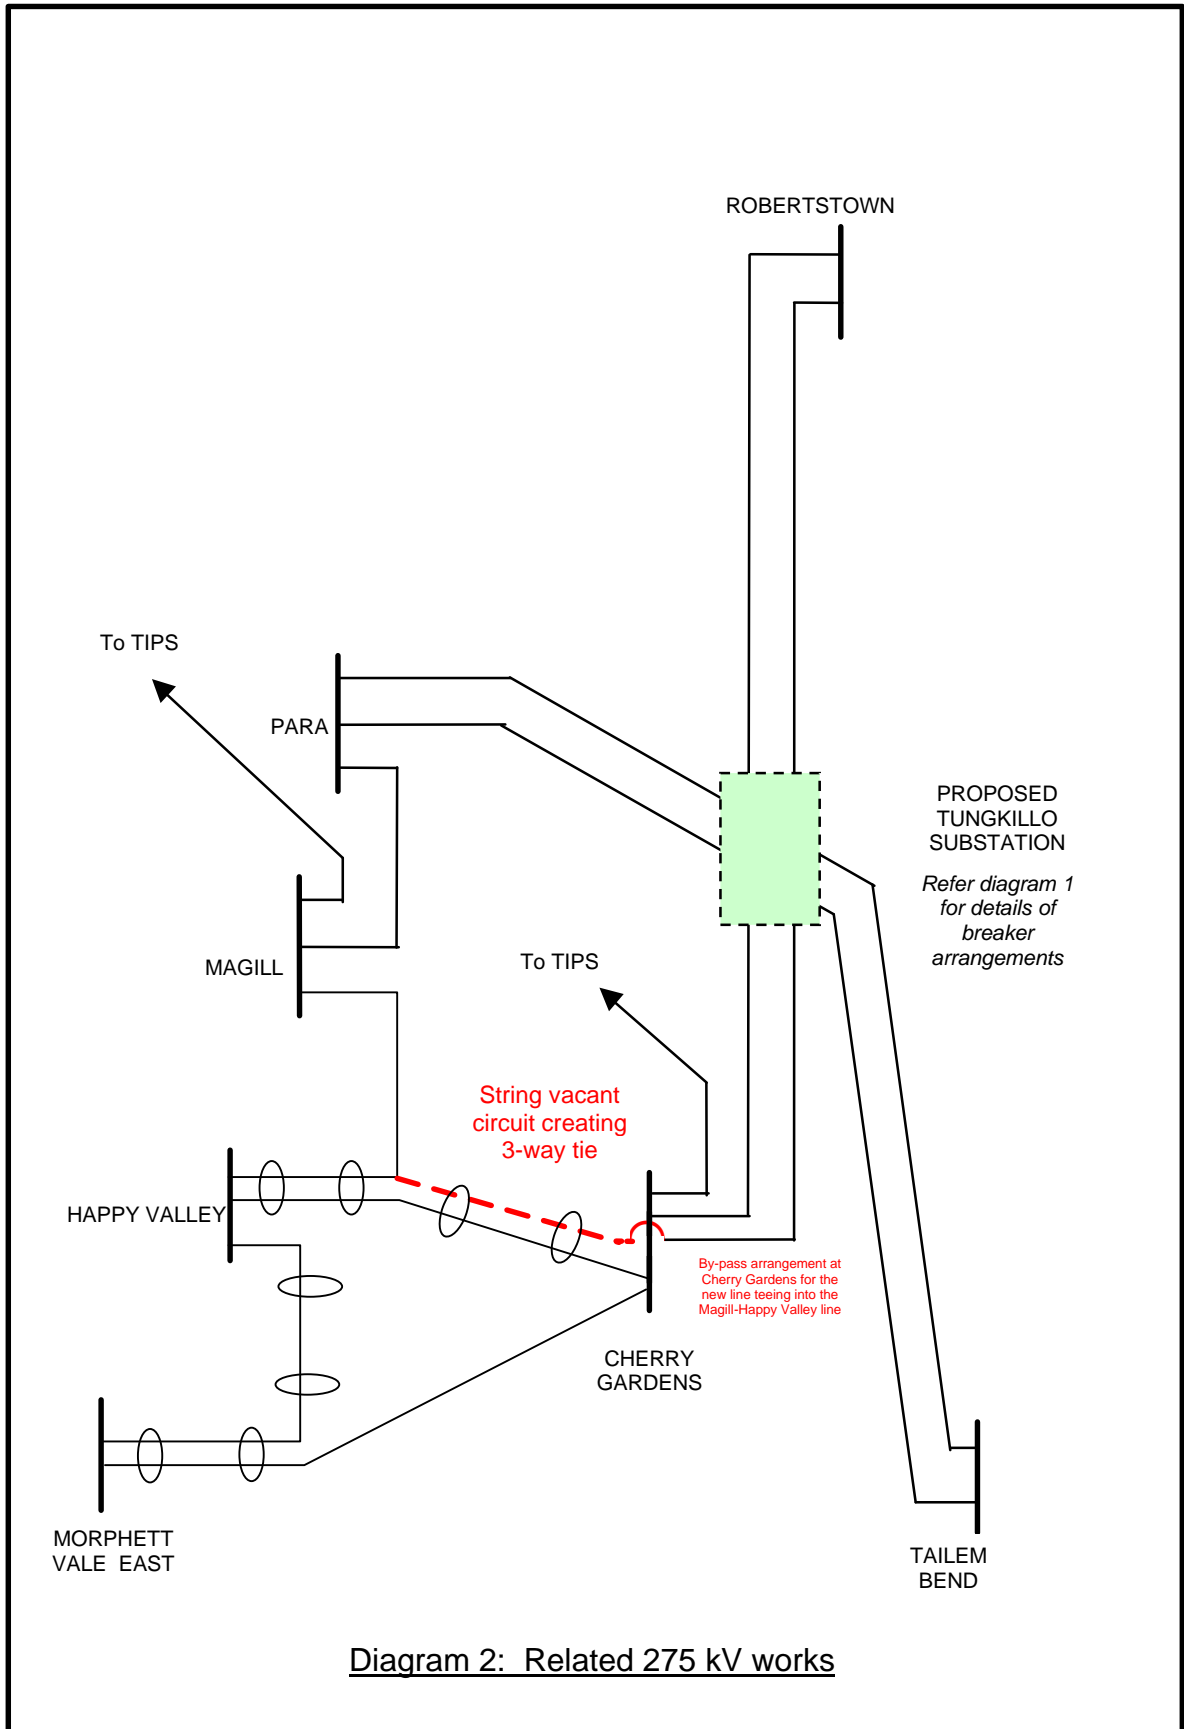 ROBERTSTOWN
To TIPS
PARA
PROPOSED
TUNGKILLO
SUBSTATION
Refer diagram 1
for details of
breaker
arrangements
MAGILL
To TIPS
String vacant
circuit creating
3-way tie
HAPPY VALLEY
By-pass arrangement at
Cherry Gardens for the
new line teeing into the
Magill-Happy Valley line
CHERRY
GARDENS
MORPHETT
VALE EAST
TAILEM
BEND
Diagram 2: Related 275 kV works